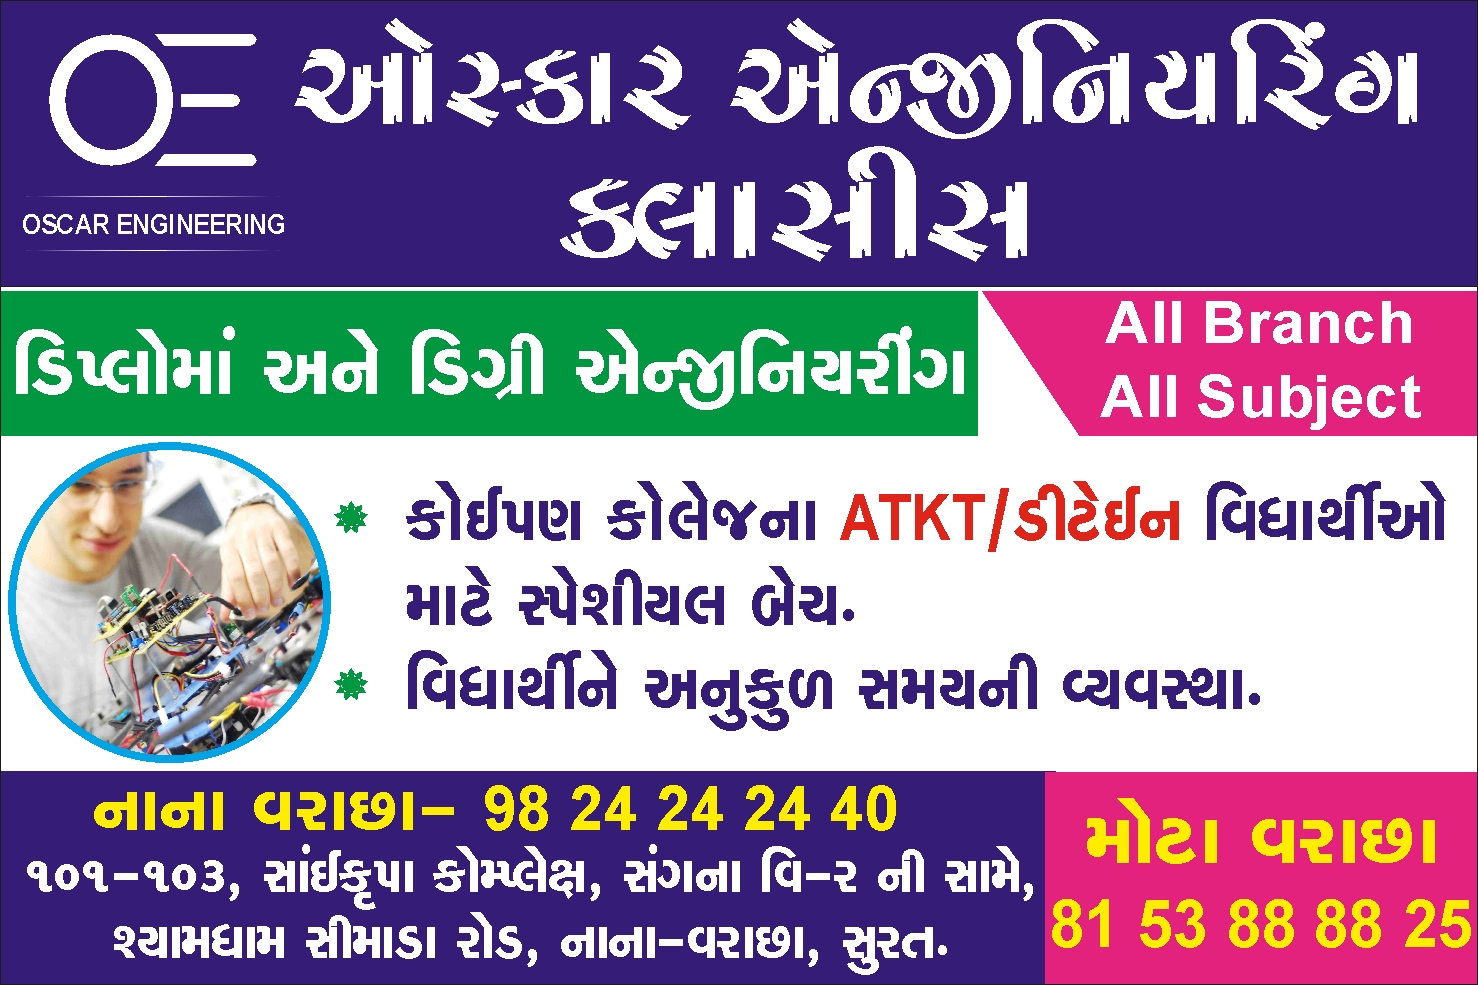 OE
OSCAR ENGINEERING
ઓસ્કાર એન્જીનિયરિંગ
ક્લાસીસ
ડિપ્લોમાં અને ડિગ્રી એન્જીનિયરીંગ
All Branch
All Subject
કોઈપણ કોલેજના ATKT/ડીટેઈન વિદ્યાર્થીઓ
માટે સ્પેશીયલ બેચ.
વિદ્યાર્થીને અનુકુળ સમયની વ્યવસ્થા.
નાના વરાછા- 98 24 24 24 40
૧૦૧-૧૦૩, સાંઈકૃપા કોમ્પ્લેક્ષ, સંગના વિ-૨ ની સામે,
શ્યામધામ સીમાડા રોડ, નાના-વરાછા, સુરત.
મોટા વરાછા
81 53 88 88 25